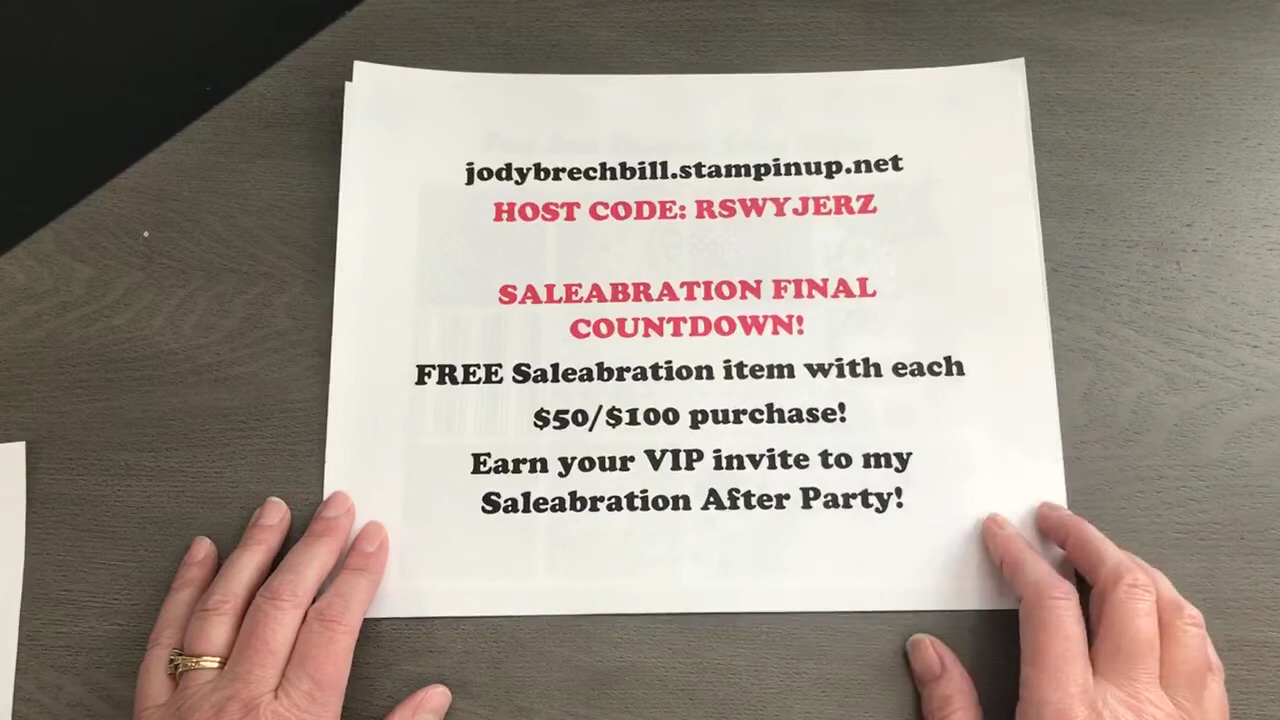 jodybrechbill.stampinup.net
HOST CODE: RSWYJERZ
SALEABRATION FINAL
COUNTDOWN!
FREE Saleabration item with each
$50/$100 purchase!
Earn your VIP invite to my
Saleabration After Party!